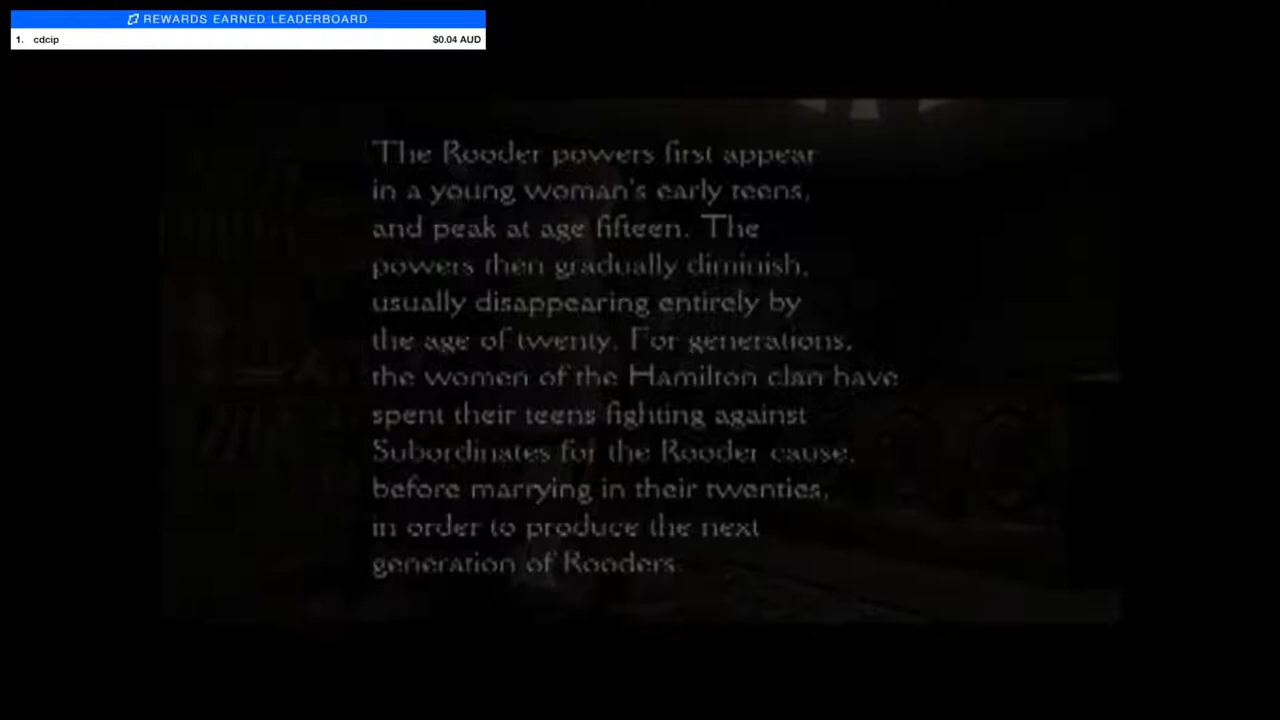 REWARDS EARNED LEADERBOARD
1. cdcip $0.04 AUD
The Rooder powers first appear
in a young woman's early teens,
and peak at age fifteen. The
powers then gradually diminish,
usually disappearing entirely by
the age of twenty. For generations,
the women of the Hamilton clan have
spent their teens fighting against
Subordinates for the Rooder cause,
before marrying in their twenties,
in order to produce the next
generation of Rooders.